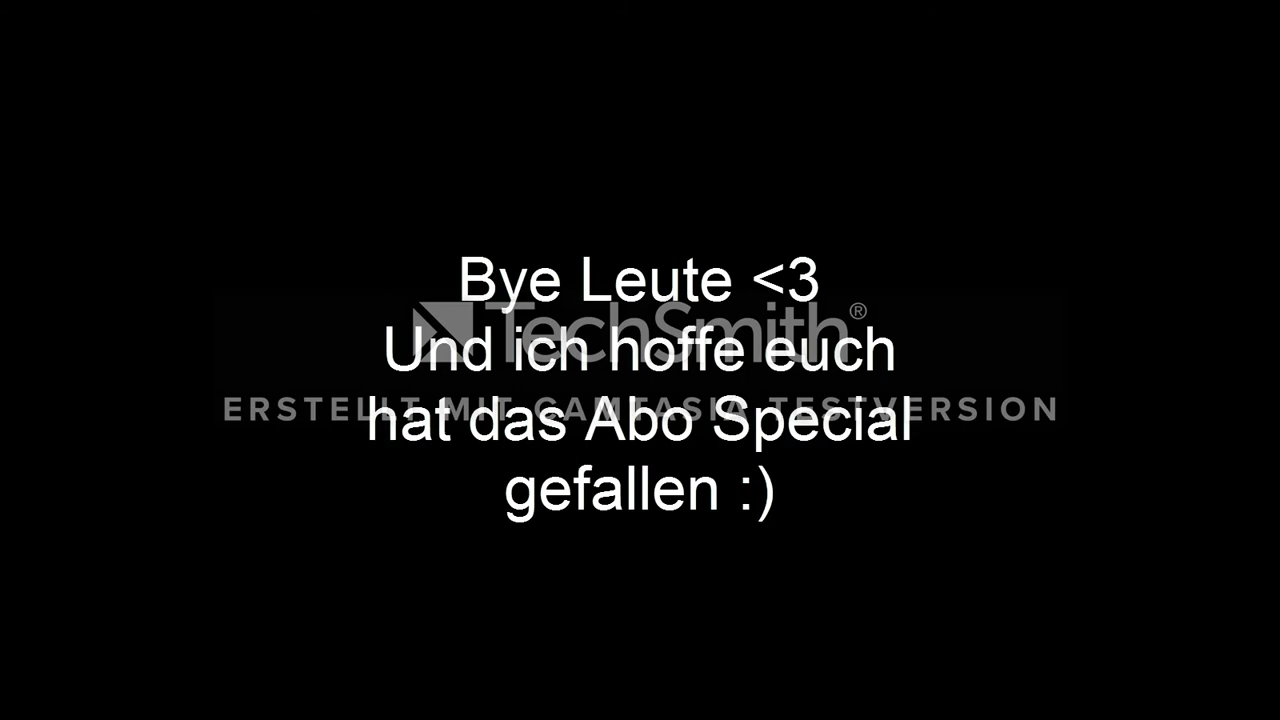 Bye Leute <3
TechSmith®
Und ich hoffe euch
ERSTELLT MIT CAMTASIA TESTVERSION
hat das Abo Special
gefallen :)